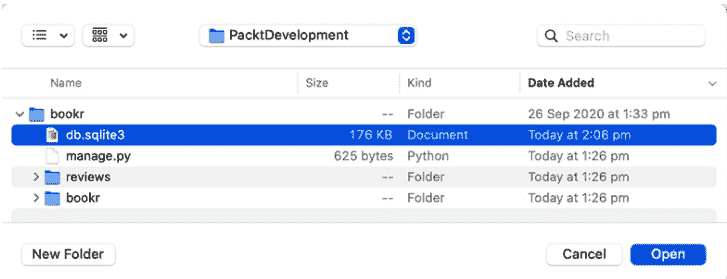 PacktDevelopment Search
Name Size Kind Date Added
bookr -- Folder 26 Sep 2020 at 1:33 pm
db.sqlite3 176 KB Document Today at 2:06 pm
manage.py 625 bytes Python Today at 1:26 pm
reviews -- Folder Today at 1:26 pm
bookr -- Folder Today at 1:26 pm
New Folder Cancel Open